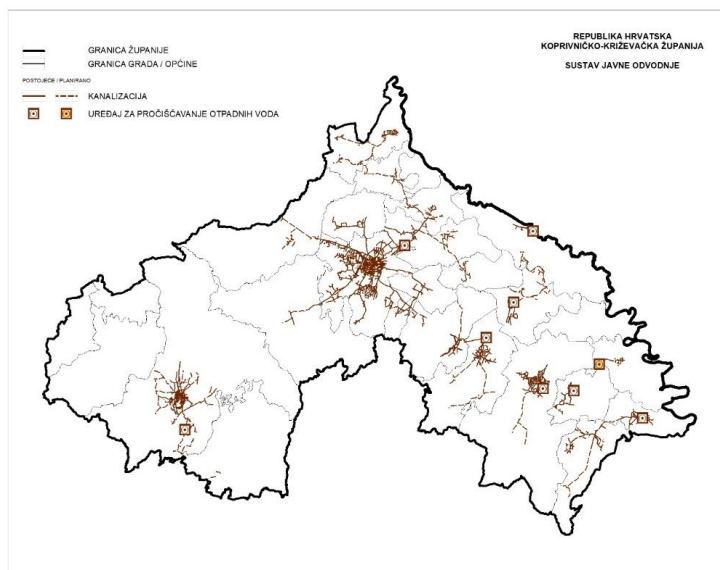 REPUBLIKA HRVATSKA
KOPRIVNIČKO-KRIŽEVAČKA ŽUPANIJA
SUSTAV JAVNE ODVODNJE
GRANICA ŽUPANIJE
GRANICA GRADA / OPĆINE
POSTOJEĆE / PLANIRANO
KANALIZACIJA
UREĐAJ ZA PROČIŠĆAVANJE OTPADNIH VODA